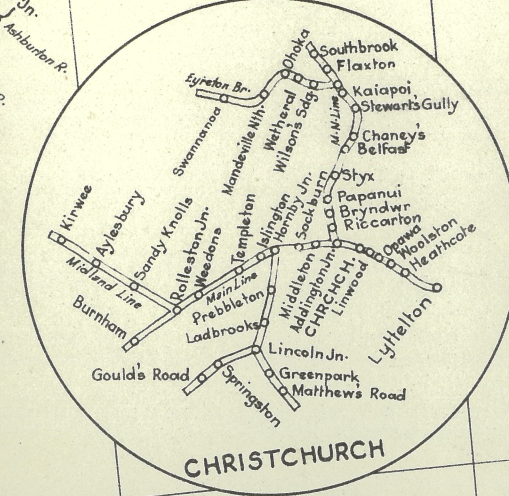 Jn.
Ashburton R.
Ohoka
Southbrook
Flaxton
Eyreton Br.
Kaiapoi
Stewart's Gully
Swannanoa
Mandeville Nth.
Wetheral
Wilson's Sdg.
M-N-Line
Chaney's
Belfast
Styx
Papanui
Bryndwr
Riccarton
Kirwee
Aylesbury
Sandy Knolls
Rolleston Jn.
Weedons
Templeton
Islington
Hornby Jn.
Sockburn
Opawa
Woolston
Heathcote
Midland Line
Main Line
Burnham
Prebbleton
Ladbrooks
Middleton
Addington Jn.
CHRCHCH.
Linwood
Lyttelton
Lincoln Jn.
Gould's Road
Springston
Greenpark
Matthew's Road
CHRISTCHURCH